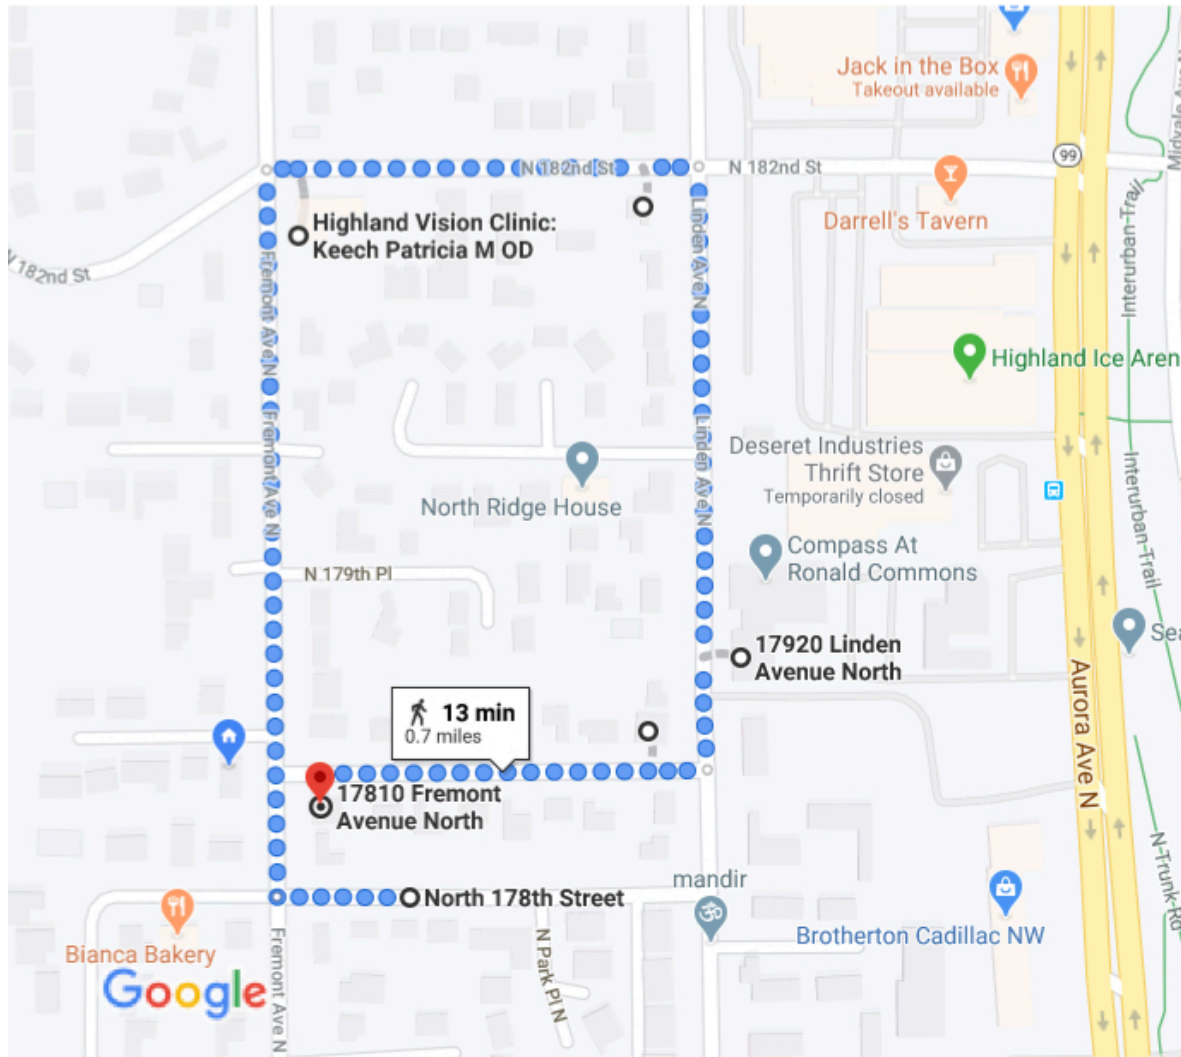 Jack in the Box
Takeout available
Midvale Ave N
99
N 182nd St
N 182nd St
Darrell's Tavern
Interurban Trail
Highland Vision Clinic:
Keech Patricia M OD
182nd St
Linden Ave N
Fremont Ave N
Highland Ice Aren
Fremont Ave N
Linden Ave N
Deseret Industries
Thrift Store
Temporarily closed
North Ridge House
Interurban Trail
Compass At
Ronald Commons
N 179th Pl
Sea
17920 Linden
Avenue North
Aurora Ave N
13 min
0.7 miles
17810 Fremont
Avenue North
N Trunk Rd
mandir
North 178th Street
Brotherton Cadillac NW
Bianca Bakery
Google
Fremont Ave N
N Park Pl N